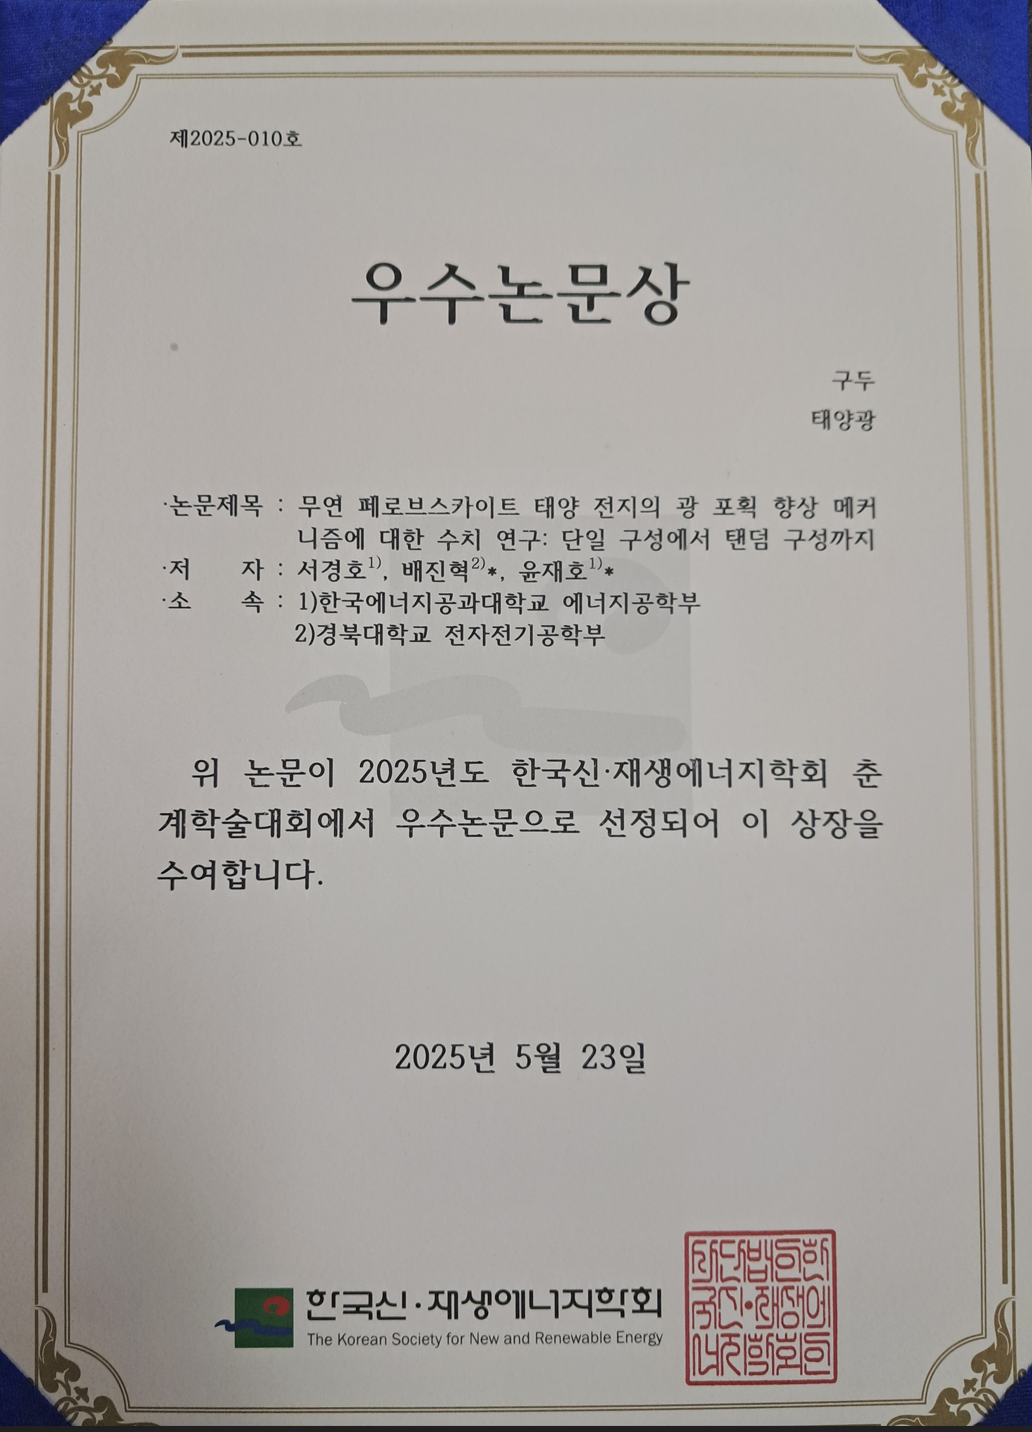 제2025-010호
우수논문상
구두
태양광
·논문제목 : 무연 페로브스카이트 태양 전지의 광 포획 향상 메커
니즘에 대한 수치 연구: 단일 구성에서 탠덤 구성까지
·저 자 : 서경호1), 배진혁2)*, 윤재호1)*
·소 속 : 1)한국에너지공과대학교 에너지공학부
2)경북대학교 전자전기공학부
위 논문이 2025년도 한국신·재생에너지학회 춘
계학술대회에서 우수논문으로 선정되어 이 상장을
수여합니다.
2025년 5월 23일
한국신·재생에너지학회
The Korean Society for New and Renewable Energy